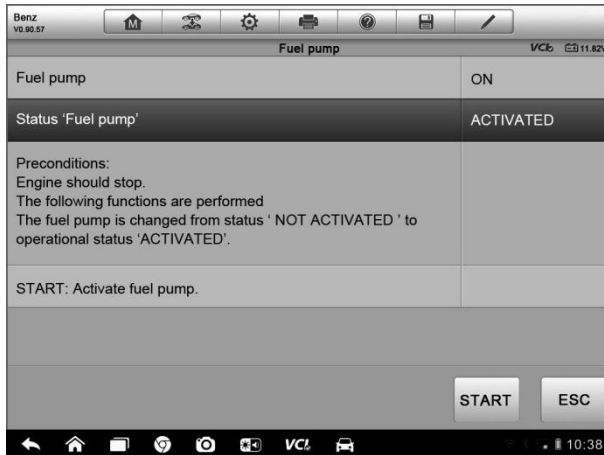 Benz
V0.90.57
M
Fuel pump
VCI
11.82V
Fuel pump
ON
Status ‘Fuel pump’
ACTIVATED
Preconditions:
Engine should stop.
The following functions are performed
The fuel pump is changed from status ‘ NOT ACTIVATED ’ to
operational status ‘ACTIVATED’.
START: Activate fuel pump.
START
ESC
VCI
10:38